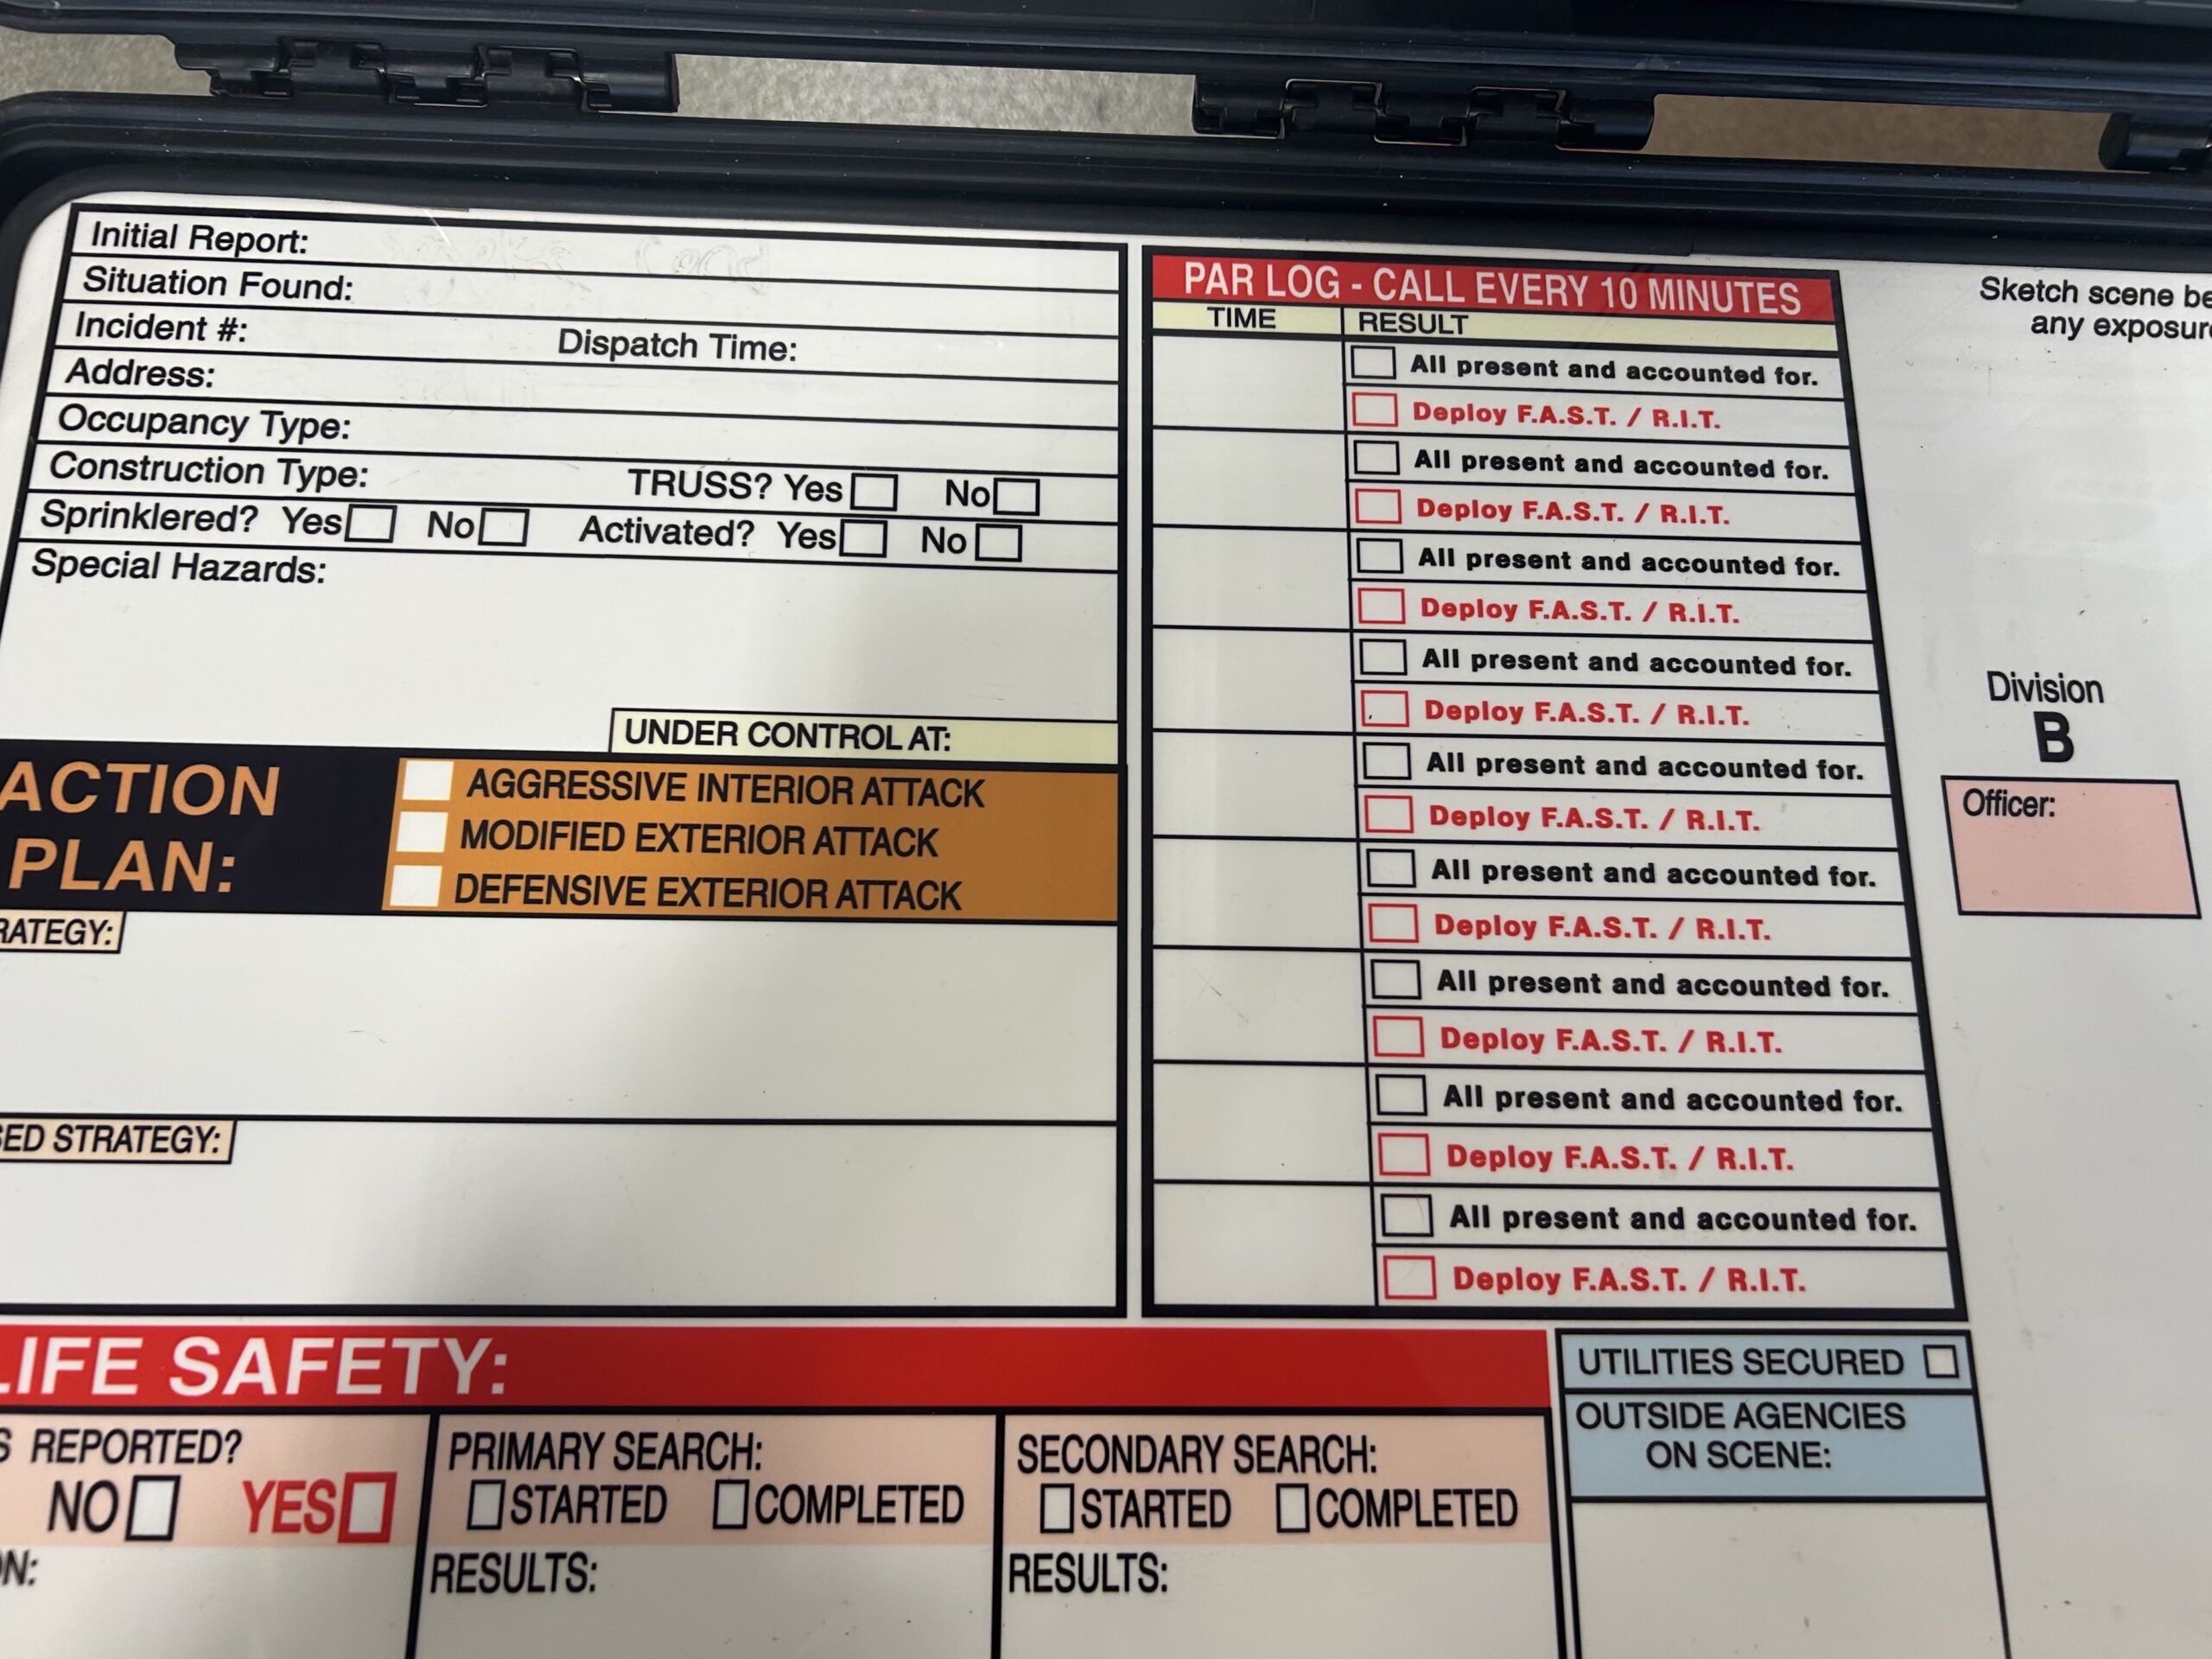 Initial Report:
Situation Found:
Incident #: Dispatch Time:
Address:
Occupancy Type:
Construction Type: TRUSS? Yes No
Sprinklered? Yes No Activated? Yes No
Special Hazards:
UNDER CONTROL AT:
ACTION
PLAN:
AGGRESSIVE INTERIOR ATTACK
MODIFIED EXTERIOR ATTACK
DEFENSIVE EXTERIOR ATTACK
RATEGY:
SED STRATEGY:
PAR LOG - CALL EVERY 10 MINUTES
TIME RESULT
All present and accounted for.
Deploy F.A.S.T. / R.I.T.
All present and accounted for.
Deploy F.A.S.T. / R.I.T.
All present and accounted for.
Deploy F.A.S.T. / R.I.T.
All present and accounted for.
Deploy F.A.S.T. / R.I.T.
All present and accounted for.
Deploy F.A.S.T. / R.I.T.
All present and accounted for.
Deploy F.A.S.T. / R.I.T.
All present and accounted for.
Deploy F.A.S.T. / R.I.T.
All present and accounted for.
Deploy F.A.S.T. / R.I.T.
All present and accounted for.
Deploy F.A.S.T. / R.I.T.
Sketch scene be
any exposur
Division
B
Officer:
LIFE SAFETY:
S REPORTED?
NO YES
ON:
PRIMARY SEARCH:
STARTED COMPLETED
RESULTS:
SECONDARY SEARCH:
STARTED COMPLETED
RESULTS:
UTILITIES SECURED
OUTSIDE AGENCIES
ON SCENE: